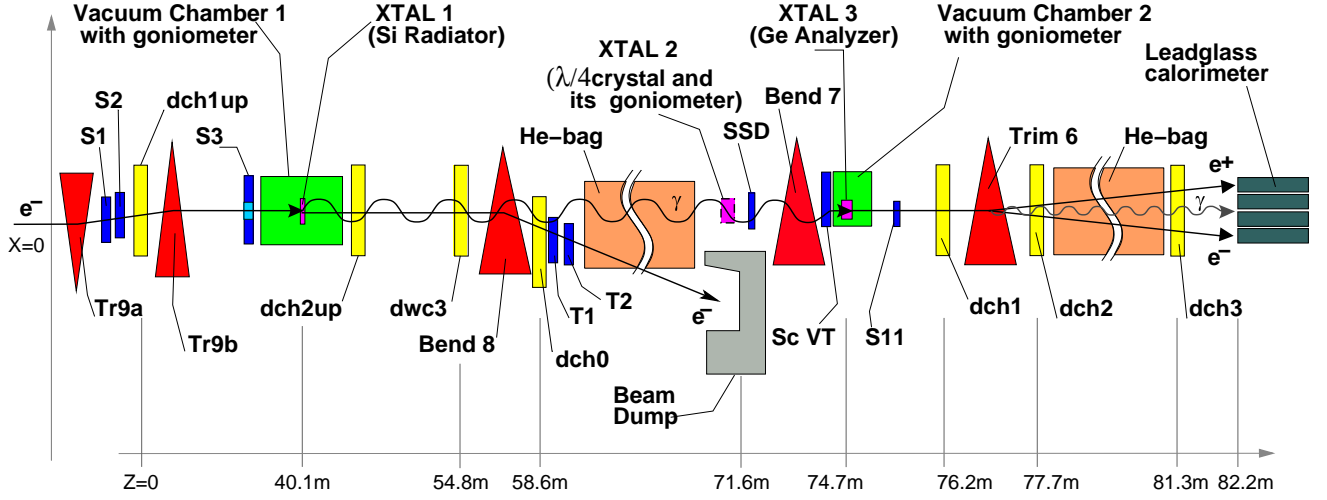 Vacuum Chamber 1
with goniometer
XTAL 1
(Si Radiator)
XTAL 2
(λ/4crystal and
its goniometer)
XTAL 3
(Ge Analyzer)
Vacuum Chamber 2
with goniometer
Leadglass
calorimeter
S1
S2
dch1up
S3
He−bag
SSD
Bend 7
Trim 6
He−bag
e−
X=0
γ
e+
γ
e−
Tr9a
Tr9b
dch2up
dwc3
Bend 8
dch0
T1
T2
e−
Beam
Dump
Sc VT
S11
dch1
dch2
dch3
Z=0
40.1m
54.8m
58.6m
71.6m
74.7m
76.2m
77.7m
81.3m
82.2m